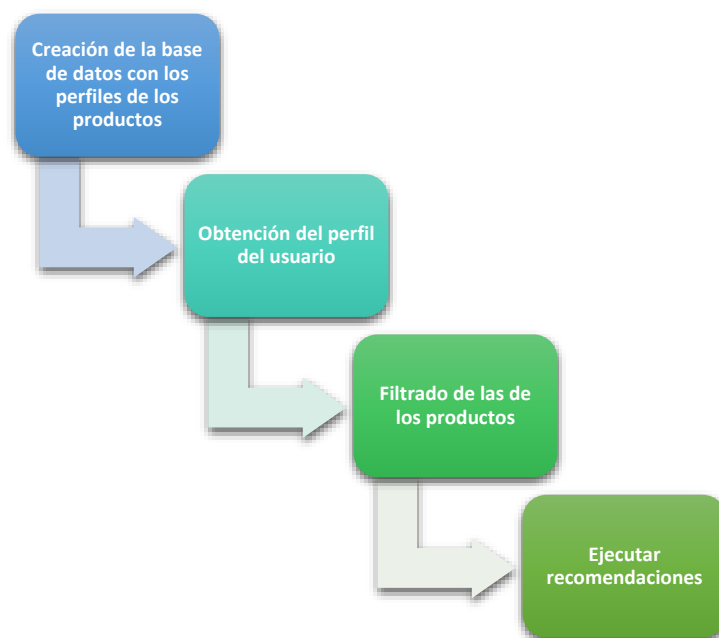 Creación de la base
de datos con los
perfiles de los
productos
Obtención del perfil
del usuario
Filtrado de las de
los productos
Ejecutar
recomendaciones